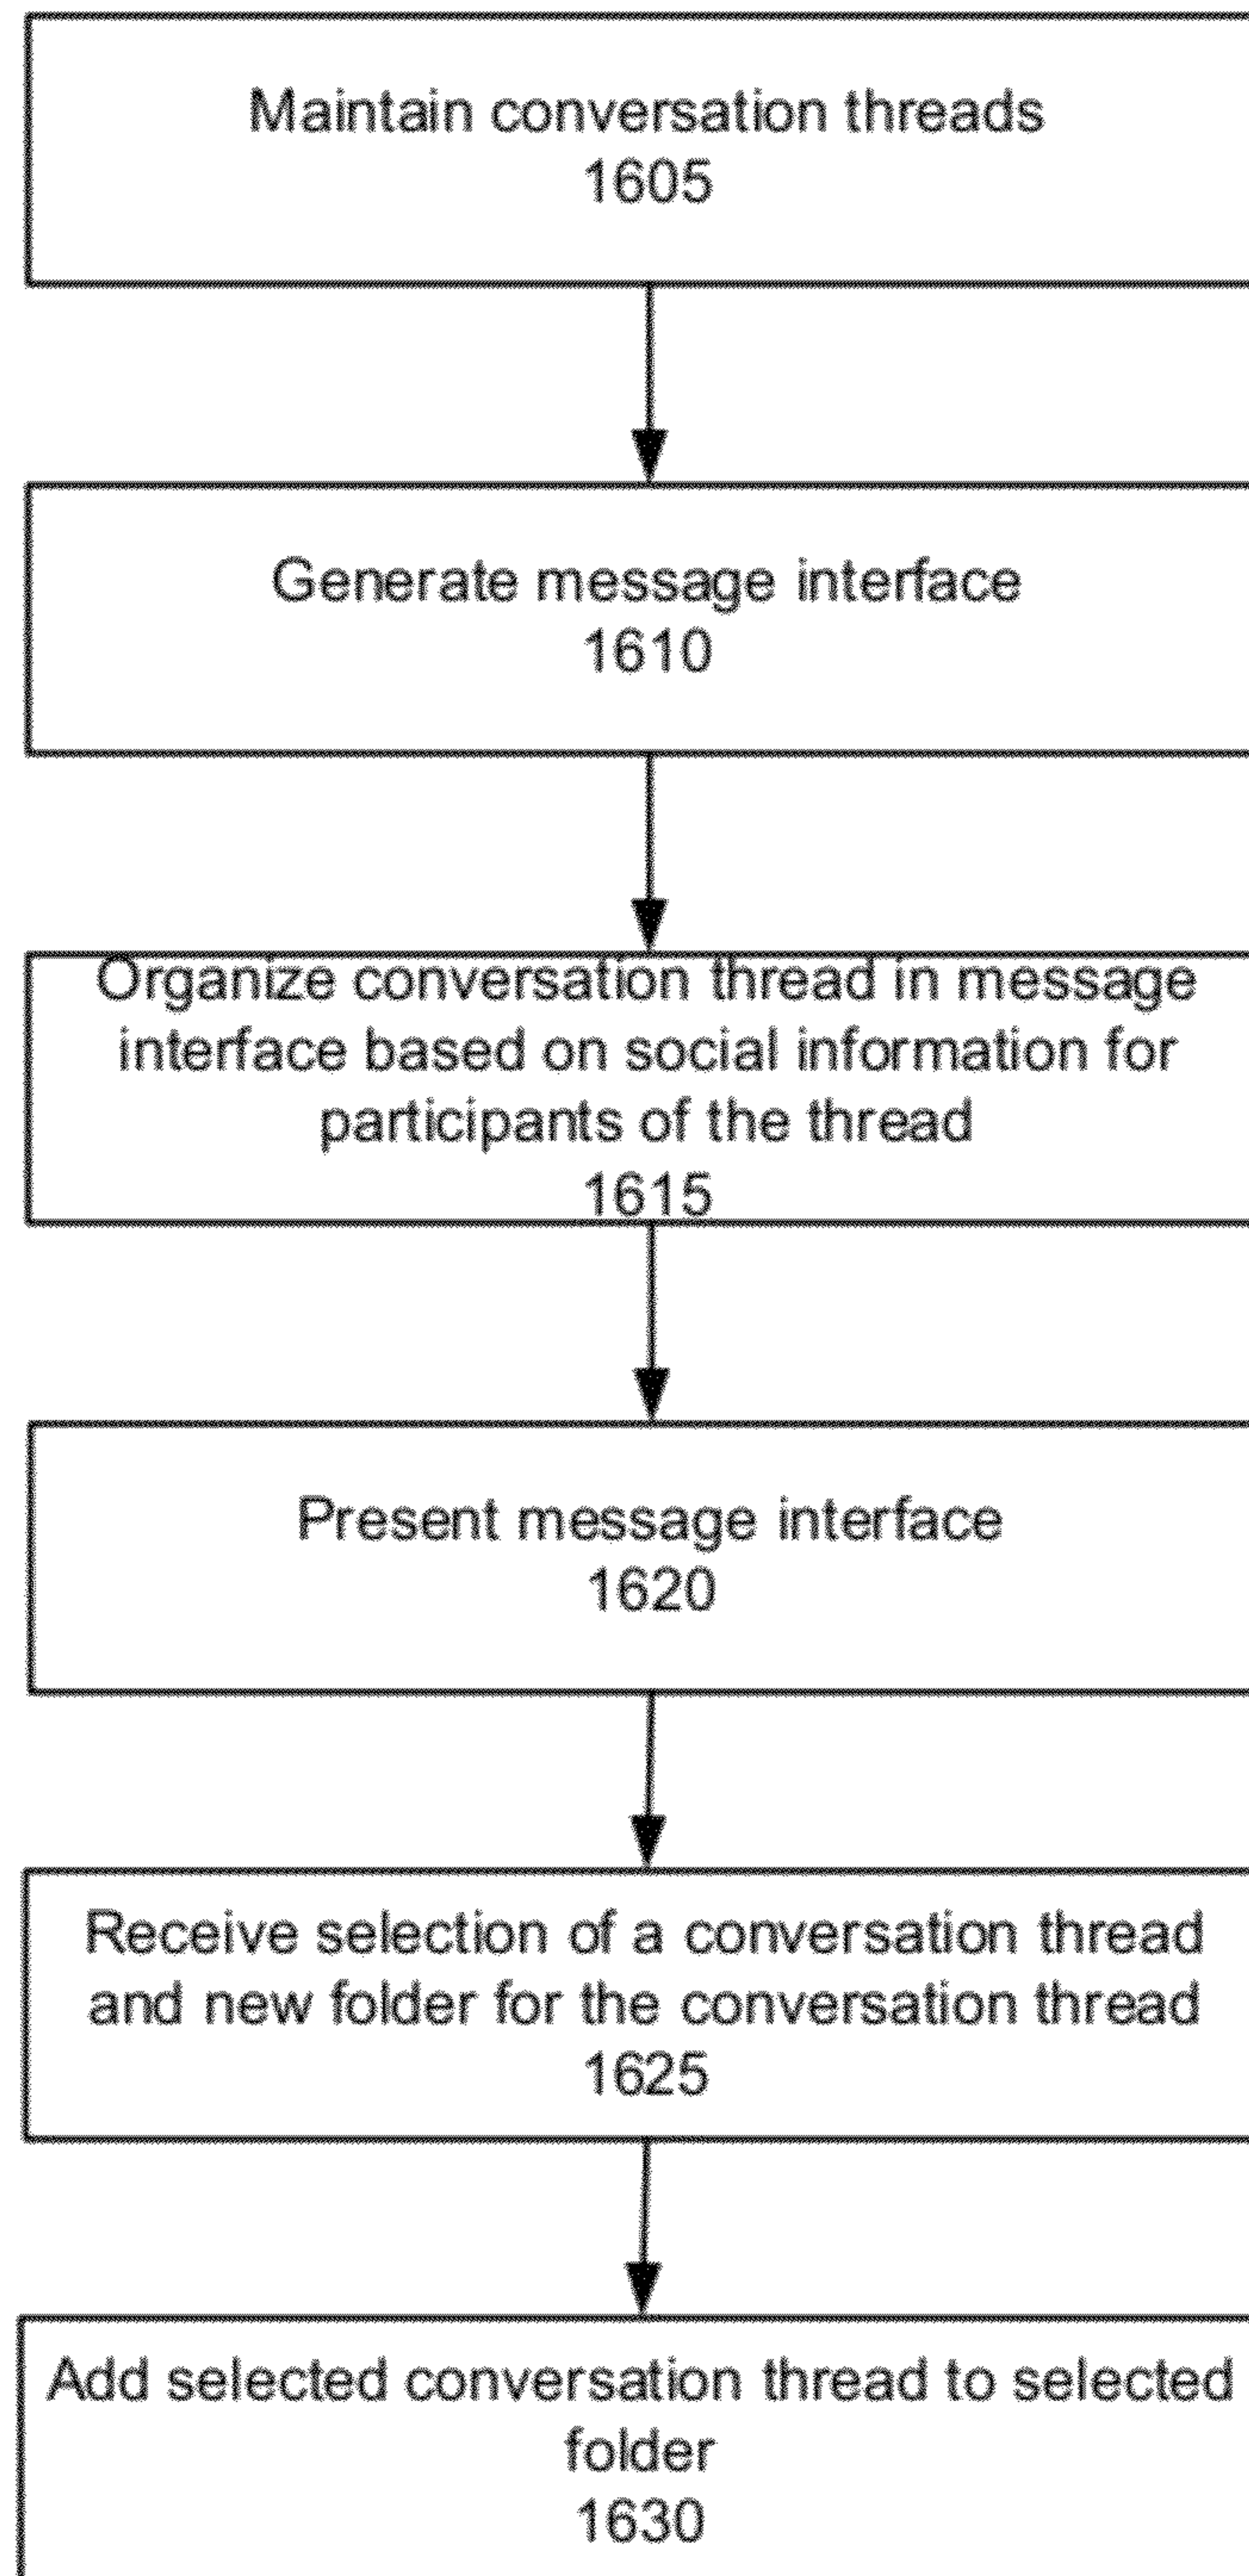 Maintain conversation threads
1605
Generate message interface
1610
Organize conversation thread in message
interface based on social information for
participants of the thread
1615
Present message interface
1620
Receive selection of a conversation thread
and new folder for the conversation thread
1625
Add selected conversation thread to selected
folder
1630